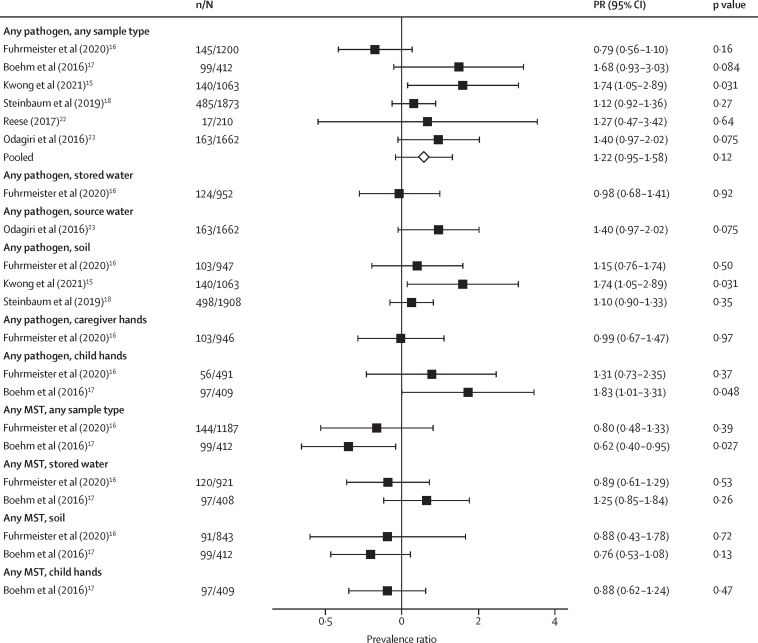 n/N PR (95% CI) p value
Any pathogen, any sample type
Fuhrmeister et al (2020)¹⁶ 145/1200 0·79 (0·56–1·10) 0·16
Boehm et al (2016)¹⁷ 99/412 1·68 (0·93–3·03) 0·084
Kwong et al (2021)¹⁵ 140/1063 1·74 (1·05–2·89) 0·031
Steinbaum et al (2019)¹⁸ 485/1873 1·12 (0·92–1·36) 0·27
Reese (2017)²² 17/210 1·27 (0·47–3·42) 0·64
Odagiri et al (2016)²³ 163/1662 1·40 (0·97–2·02) 0·075
Pooled 1·22 (0·95–1·58) 0·12
Any pathogen, stored water
Fuhrmeister et al (2020)¹⁶ 124/952 0·98 (0·68–1·41) 0·92
Any pathogen, source water
Odagiri et al (2016)²³ 163/1662 1·40 (0·97–2·02) 0·075
Any pathogen, soil
Fuhrmeister et al (2020)¹⁶ 103/947 1·15 (0·76–1·74) 0·50
Kwong et al (2021)¹⁵ 140/1063 1·74 (1·05–2·89) 0·031
Steinbaum et al (2019)¹⁸ 498/1908 1·10 (0·90–1·33) 0·35
Any pathogen, caregiver hands
Fuhrmeister et al (2020)¹⁶ 103/946 0·99 (0·67–1·47) 0·97
Any pathogen, child hands
Fuhrmeister et al (2020)¹⁶ 56/491 1·31 (0·73–2·35) 0·37
Boehm et al (2016)¹⁷ 97/409 1·83 (1·01–3·31) 0·048
Any MST, any sample type
Fuhrmeister et al (2020)¹⁶ 144/1187 0·80 (0·48–1·33) 0·39
Boehm et al (2016)¹⁷ 99/412 0·62 (0·40–0·95) 0·027
Any MST, stored water
Fuhrmeister et al (2020)¹⁶ 120/921 0·89 (0·61–1·29) 0·53
Boehm et al (2016)¹⁷ 97/408 1·25 (0·85–1·84) 0·26
Any MST, soil
Fuhrmeister et al (2020)¹⁶ 91/843 0·88 (0·43–1·78) 0·72
Boehm et al (2016)¹⁷ 99/412 0·76 (0·53–1·08) 0·13
Any MST, child hands
Boehm et al (2016)¹⁷ 97/409 0·88 (0·62–1·24) 0·47
0·5 0 2 4
Prevalence ratio